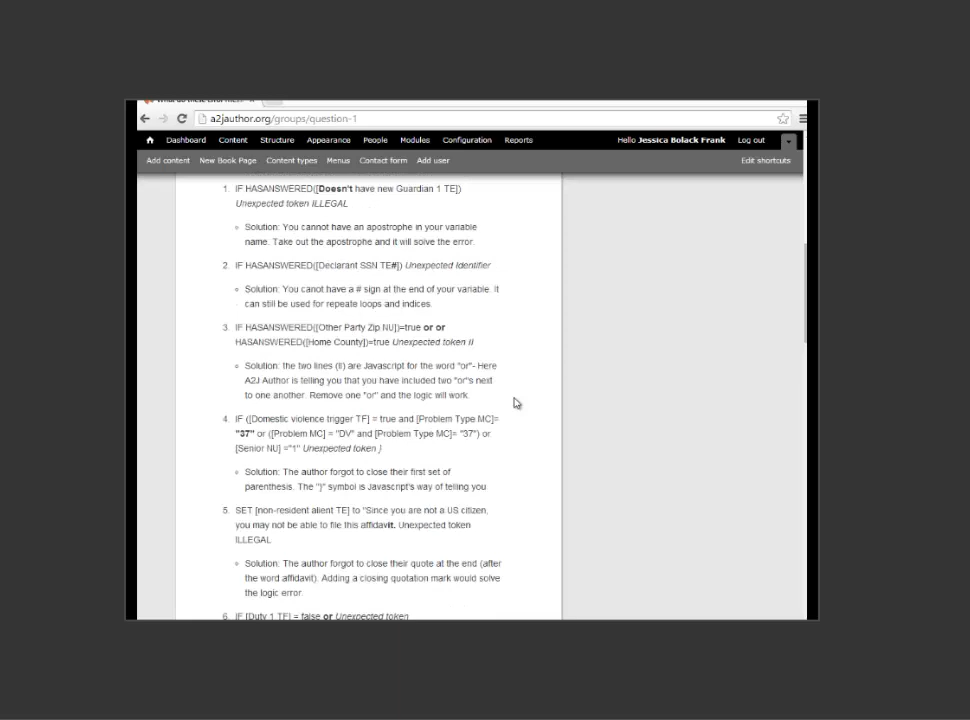 a2jauthor.org/groups/question-1
Dashboard Content Structure Appearance People Modules Configuration Reports Hello Jessica Bolack Frank Log out
Add content New Book Page Content types Menus Contact form Add user Edit shortcuts
1. IF HASANSWERED([Doesn't have new Guardian 1 TE])
Unexpected token ILLEGAL
Solution: You cannot have an apostrophe in your variable
name. Take out the apostrophe and it will solve the error.
2. IF HASANSWERED([Declarant SSN TE#]) Unexpected Identifier
Solution: You canot have a # sign at the end of your variable. It
can still be used for repeate loops and indices.
3. IF HASANSWERED([Other Party Zip NU])=true or or
HASANSWERED([Home County])=true Unexpected token II
Solution: the two lines (II) are Javascript for the word "or"- Here
A2J Author is telling you that you have included two "or"s next
to one another. Remove one "or" and the logic will work.
4. IF ([Domestic violence trigger TF] = true and [Problem Type MC]=
"37" or ([Problem MC] = "DV" and [Problem Type MC]= "37") or
[Senior NU] ="1" Unexpected token }
Solution: The author forgot to close their first set of
parenthesis. The "}" symbol is Javascript's way of telling you
5. SET [non-resident alient TE] to "Since you are not a US citizen,
you may not be able to file this affidavit. Unexpected token
ILLEGAL
Solution: The author forgot to close their quote at the end (after
the word affidavit). Adding a closing quotation mark would solve
the logic error.
6. IF [Duty 1 TF] = false or Unexpected token